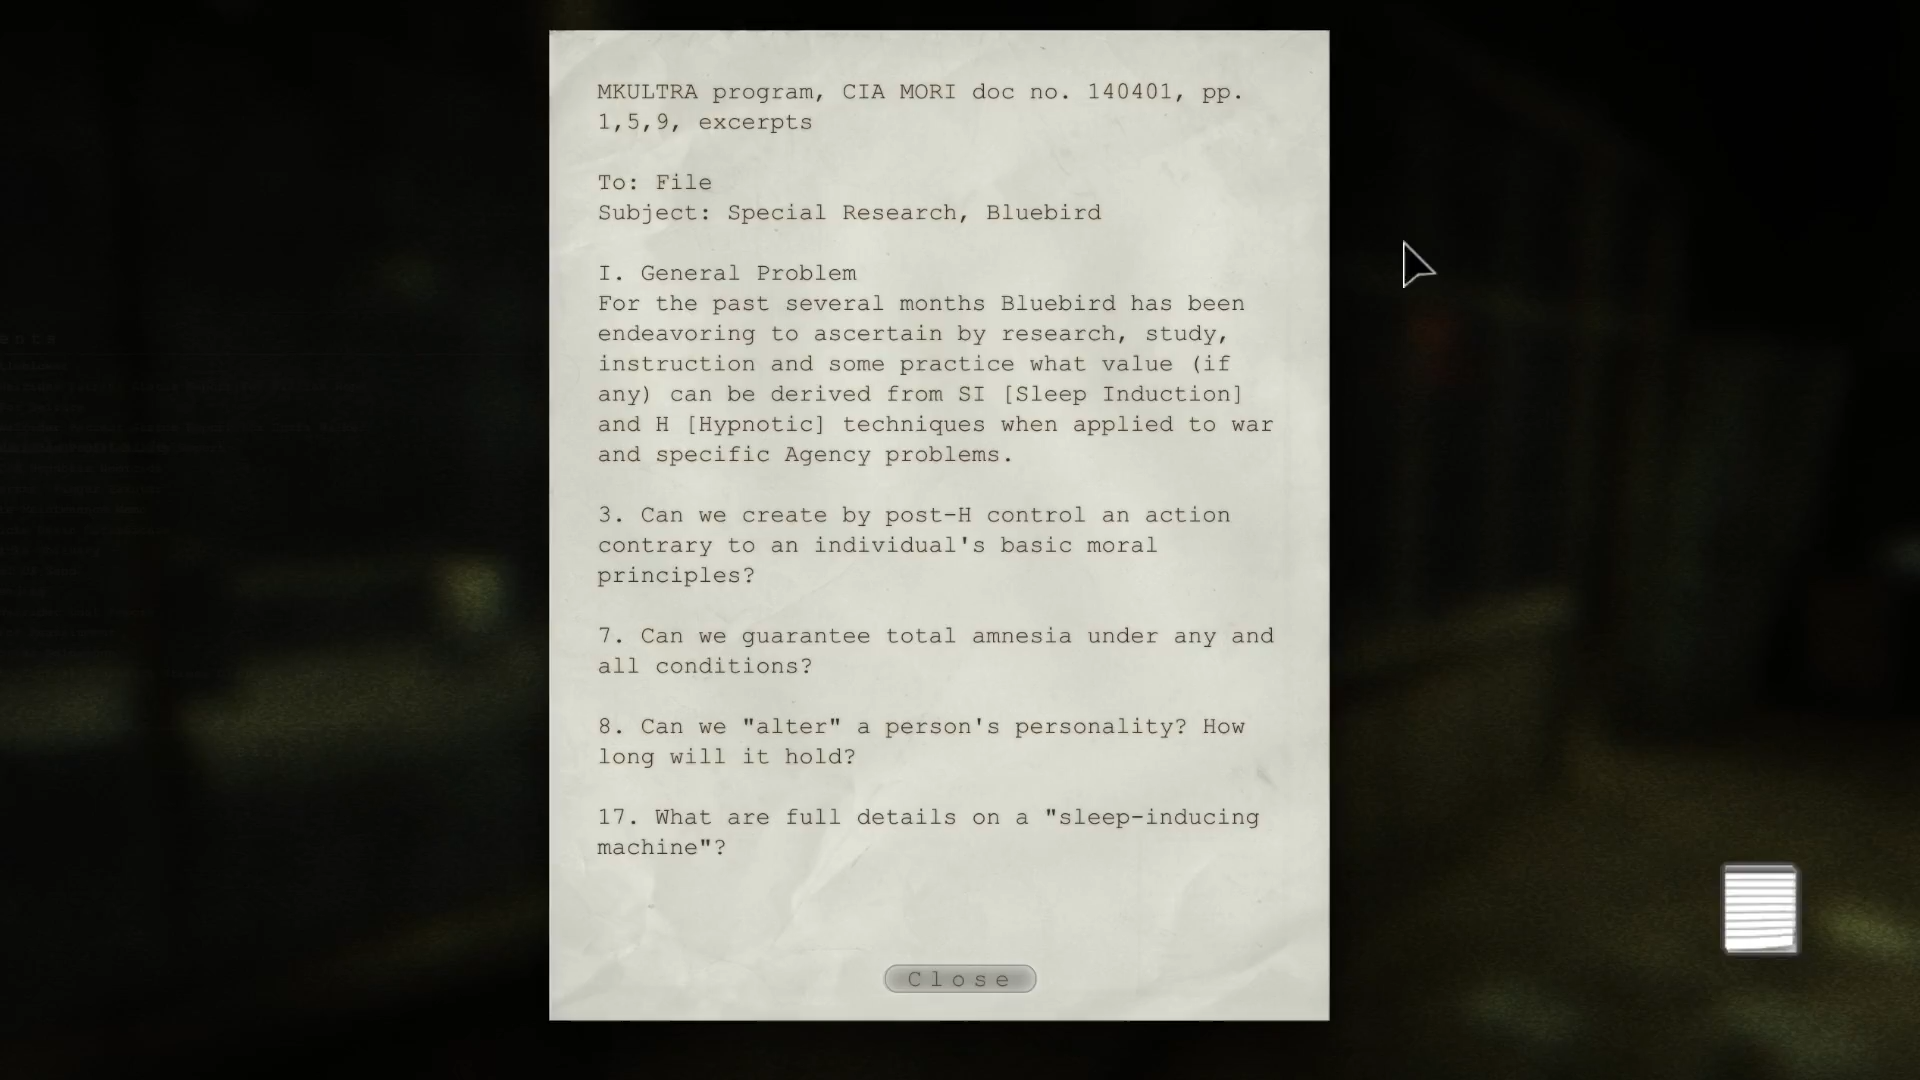 MKULTRA program, CIA MORI doc no. 140401, pp.
1,5,9, excerpts
To: File
Subject: Special Research, Bluebird
I. General Problem
For the past several months Bluebird has been
endeavoring to ascertain by research, study,
instruction and some practice what value (if
any) can be derived from SI [Sleep Induction]
and H [Hypnotic] techniques when applied to war
and specific Agency problems.
3. Can we create by post-H control an action
contrary to an individual's basic moral
principles?
7. Can we guarantee total amnesia under any and
all conditions?
8. Can we "alter" a person's personality? How
long will it hold?
17. What are full details on a "sleep-inducing
machine"?
Close